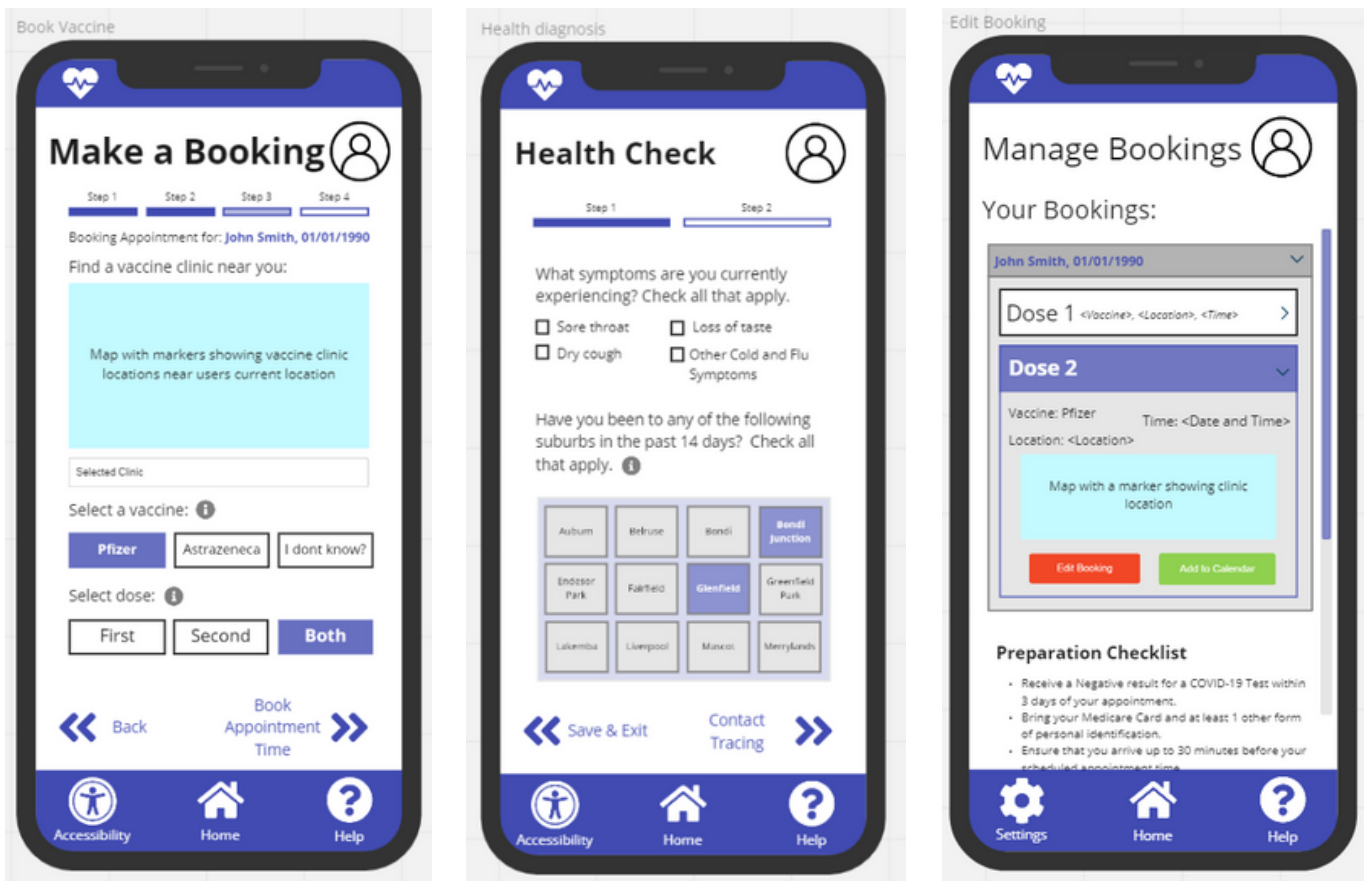 Book Vaccine
Make a Booking
Step 1 Step 2 Step 3 Step 4
Booking Appointment for: John Smith, 01/01/1990
Find a vaccine clinic near you:
Map with markers showing vaccine clinic
locations near users current location
Selected Clinic
Select a vaccine:
Pfizer Astrazeneca I dont know?
Select dose:
First Second Both
Back
Book
Appointment
Time
Accessibility Home Help
Health diagnosis
Health Check
Step 1 Step 2
What symptoms are you currently
experiencing? Check all that apply.
Sore throat Loss of taste
Dry cough Other Cold and Flu
Symptoms
Have you been to any of the following
suburbs in the past 14 days? Check all
that apply.
Auburn Belruse Bondi Bondi
Junction
Endesor
Park Fairfield Glenfield Greenfield
Park
Lakemba Liverpool Mascot Merrylands
Save & Exit
Contact
Tracing
Accessibility Home Help
Edit Booking
Manage Bookings
Your Bookings:
John Smith, 01/01/1990
Dose 1 <Vaccine>, <Location>, <Time>
Dose 2
Vaccine: Pfizer Time: <Date and Time>
Location: <Location>
Map with a marker showing clinic
location
Edit Booking Add to Calendar
Preparation Checklist
• Receive a Negative result for a COVID-19 Test within
3 days of your appointment.
• Bring your Medicare Card and at least 1 other form
of personal identification.
• Ensure that you arrive up to 30 minutes before your
scheduled appointment time
Settings Home Help